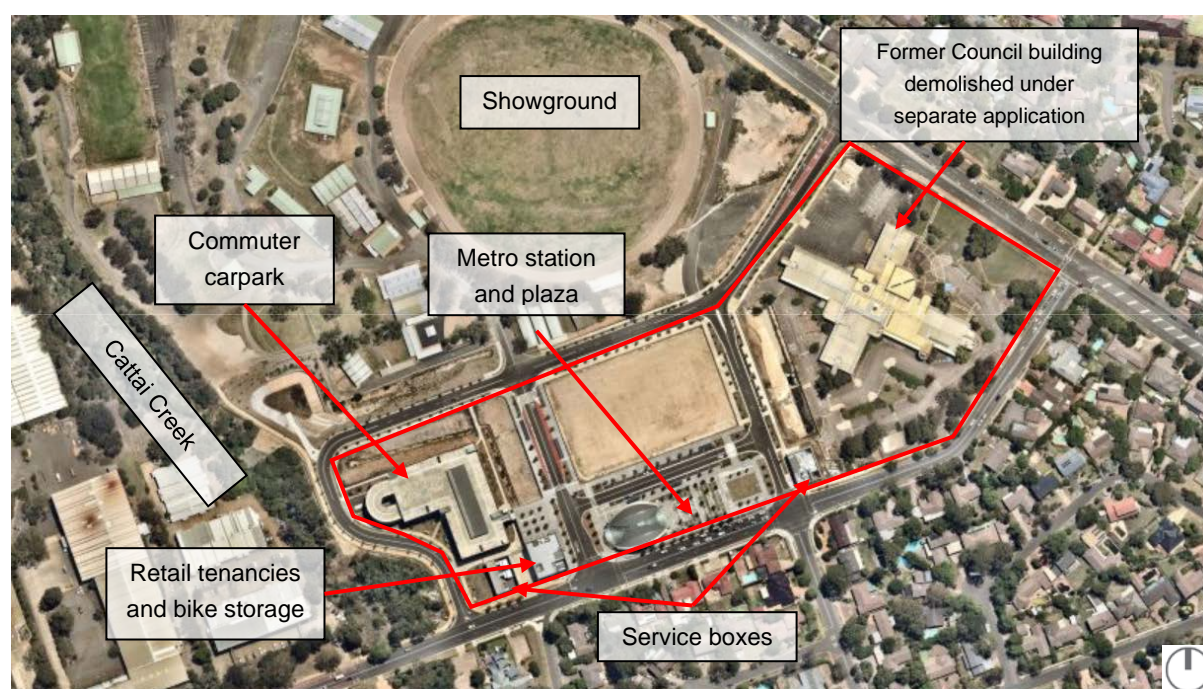 Former Council building
demolished under
separate application
Showground
Commuter
carpark
Metro station
and plaza
Cattai Creek
Retail tenancies
and bike storage
Service boxes